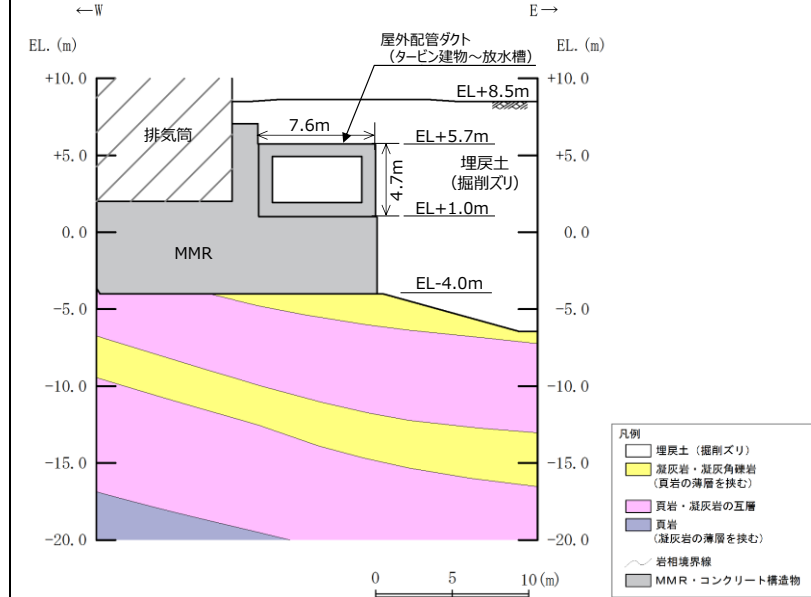 ←W
E→
EL. (m)
EL. (m)
屋外配管ダクト
(タービン建物～放水槽)
+10.0
+10.0
EL+8.5m
排気筒
7.6m
EL+5.7m
+5.0
+5.0
4.7m
埋戻土
(掘削ズリ)
EL+1.0m
0.0
0.0
MMR
EL-4.0m
-5.0
-5.0
-10.0
-10.0
-15.0
-15.0
-20.0
-20.0
0
5
10(m)
凡例
埋戻土 (掘削ズリ)
凝灰岩・凝灰角礫岩
(頁岩の薄層を挟む)
頁岩・凝灰岩の互層
頁岩
(凝灰岩の薄層を挟む)
岩相境界線
MMR・コンクリート構造物